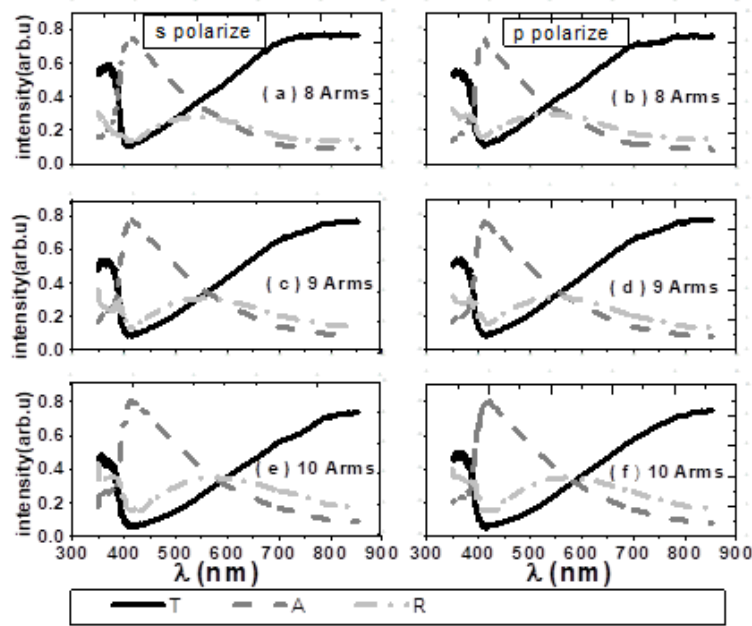 s polarize
p polarize
intensity(arb.u)
0.8
0.6
0.4
0.2
0.0
( a ) 8 Arms
( b ) 8 Arms
intensity(arb.u)
0.8
0.6
0.4
0.2
0.0
( c ) 9 Arms
( d ) 9 Arms
intensity(arb.u)
0.8
0.6
0.4
0.2
0.0
( e ) 10 Arms
( f ) 10 Arms
300 400 500 600 700 800 900
300 400 500 600 700 800 900
λ (nm)
λ (nm)
T A R